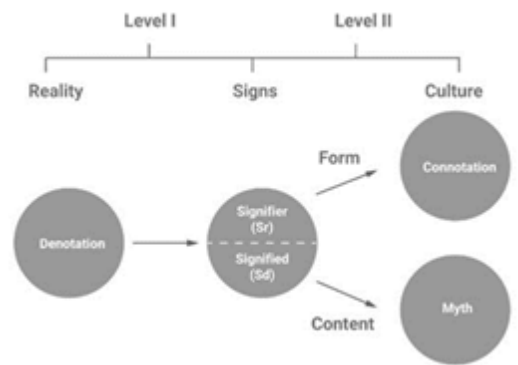 Level I
Level II
Reality
Signs
Culture
Form
Connotation
Denotation
Signifier
(Sr)
Signified
(Sd)
Content
Myth